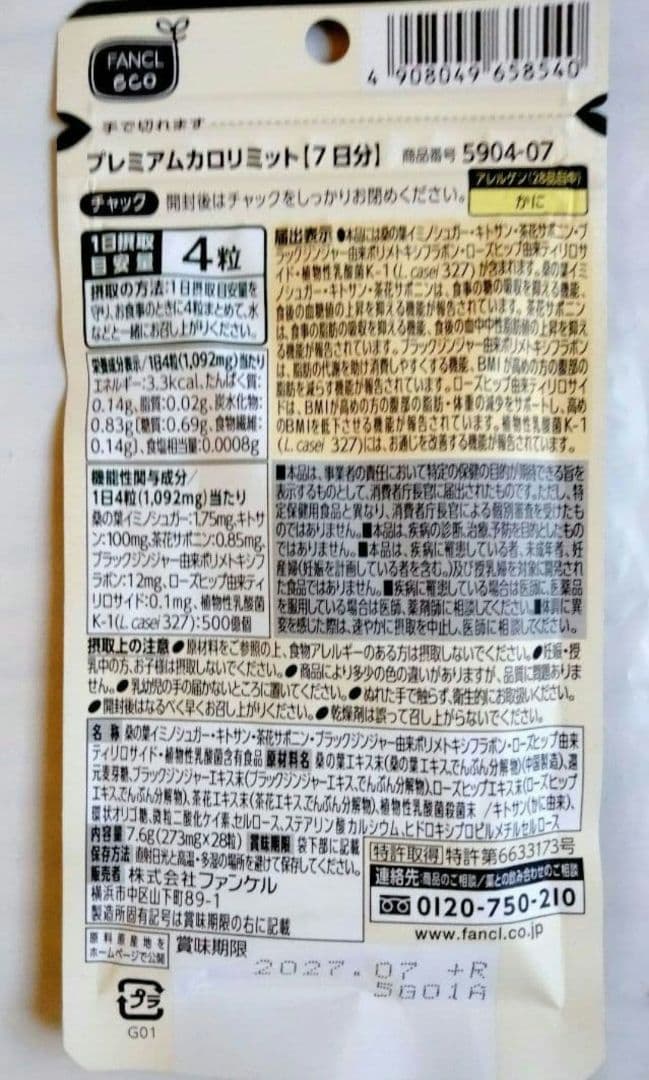 FANCL
eco
4 908049 658540
手で切れます
プレミアムカロリミット【7日分】 商品番号 5904-07
チャック 開封後はチャックをしっかりお閉めください。
アレルゲン(28品目中)
かに
1日摂取
目安量 4粒
摂取の方法:1日摂取目安量を
守り、お食事のときに4粒まとめて、水
などと一緒にお召し上がりください。
栄養成分表示/1日4粒(1,092mg)当たり
エネルギー:3.3kcal、たんぱく質:
0.14g、脂質:0.02g、炭水化物:
0.83g(糖質:0.69g、食物繊維:
0.14g)、食塩相当量:0.0008g
機能性関与成分/
1日4粒(1,092mg)当たり
桑の葉イミノシュガー:1.75mg、キトサ
ン:100mg、茶花サポニン:0.85mg、
ブラックジンジャー由来ポリメトキシフ
ラボン:12mg、ローズヒップ由来ティ
リロサイド:0.1mg、植物性乳酸菌
K-1(L. casei 327):500億個
届出表示 ●本品には桑の葉イミノシュガー・キトサン・茶花サポニン・ブ
ラックジンジャー由来ポリメトキシフラボン・ローズヒップ由来ティリロサ
イド・植物性乳酸菌K-1(L. casei 327)が含まれます。桑の葉イミ
ノシュガー・キトサン・茶花サポニンは、食事の糖の吸収を抑える機能、
食後の血糖値の上昇を抑える機能が報告されています。茶花サポニン
は、食事の脂肪の吸収を抑える機能、食後の血中中性脂肪値の上昇を抑え
る機能が報告されています。ブラックジンジャー由来ポリメトキシフラボン
は、脂肪の代謝を助け消費しやすくする機能、BMIが高めの方の腹部の
脂肪を減らす機能が報告されています。ローズヒップ由来ティリロサイ
ドは、BMIが高めの方の腹部の脂肪・体重の減少をサポートし、高め
のBMIを低下させる機能が報告されています。植物性乳酸菌K-1
(L. casei 327)には、お通じを改善する機能が報告されています。
■本品は、事業者の責任において特定の保健の目的が期待できる旨を
表示するものとして、消費者庁長官に届出されたものです。ただし、特
定保健用食品と異なり、消費者庁長官による個別審査を受けたも
のではありません。■本品は、疾病の診断、治療、予防を目的としたもの
ではありません。■本品は、疾病に罹患している者、未成年者、妊
産婦(妊娠を計画している者を含む。)及び授乳婦を対象に開発され
た食品ではありません。■疾病に罹患している場合は医師に、医薬品
を服用している場合は医師、薬剤師に相談してください。■体調に異
変を感じた際は、速やかに摂取を中止し、医師に相談してください。
摂取上の注意 ●原材料をご参照の上、食物アレルギーのある方は摂取しないでください。●妊娠・授
乳中の方、お子様は摂取しないでください。●商品により多少の色の違いがありますが、品質に問題ありま
せん。●乳幼児の手の届かないところに置いてください。●ぬれた手で触らず、衛生的にお取扱いください。
●開封後はなるべく早くお召し上がりください。●乾燥剤は誤って召し上がらないでください。
名 称 桑の葉イミノシュガー・キトサン・茶花サポニン・ブラックジンジャー由来ポリメトキシフラボン・ローズヒップ由来
ティリロサイド・植物性乳酸菌含有食品 原材料名 桑の葉エキス末(桑の葉エキス、でんぷん分解物)(中国製造)、還
元麦芽糖、ブラックジンジャーエキス末(ブラックジンジャーエキス、でんぷん分解物)、ローズヒップエキス末(ローズヒップ
エキス、でんぷん分解物)、茶花エキス末(茶花エキス、でんぷん分解物)、植物性乳酸菌殺菌末 / キトサン(かに由来)、
環状オリゴ糖、微粒二酸化ケイ素、セルロース、ステアリン酸カルシウム、ヒドロキシプロピルメチルセルロース
内容量 7.6g(273mg×28粒) 賞味期限 袋下部に記載
保存方法 直射日光と高温・多湿の場所を避けて保存してください。
販売者 株式会社ファンケル
横浜市中区山下町89-1
製造所固有記号は賞味期限の右に記載
特許取得 特許第6633173号
連絡先:商品のご相談/薬との飲み合わせのご相談
0120-750-210
www.fancl.co.jp
原料原産地を
ホームページで公開
賞味期限
2027.07 +R
5G01A
プラ
G01